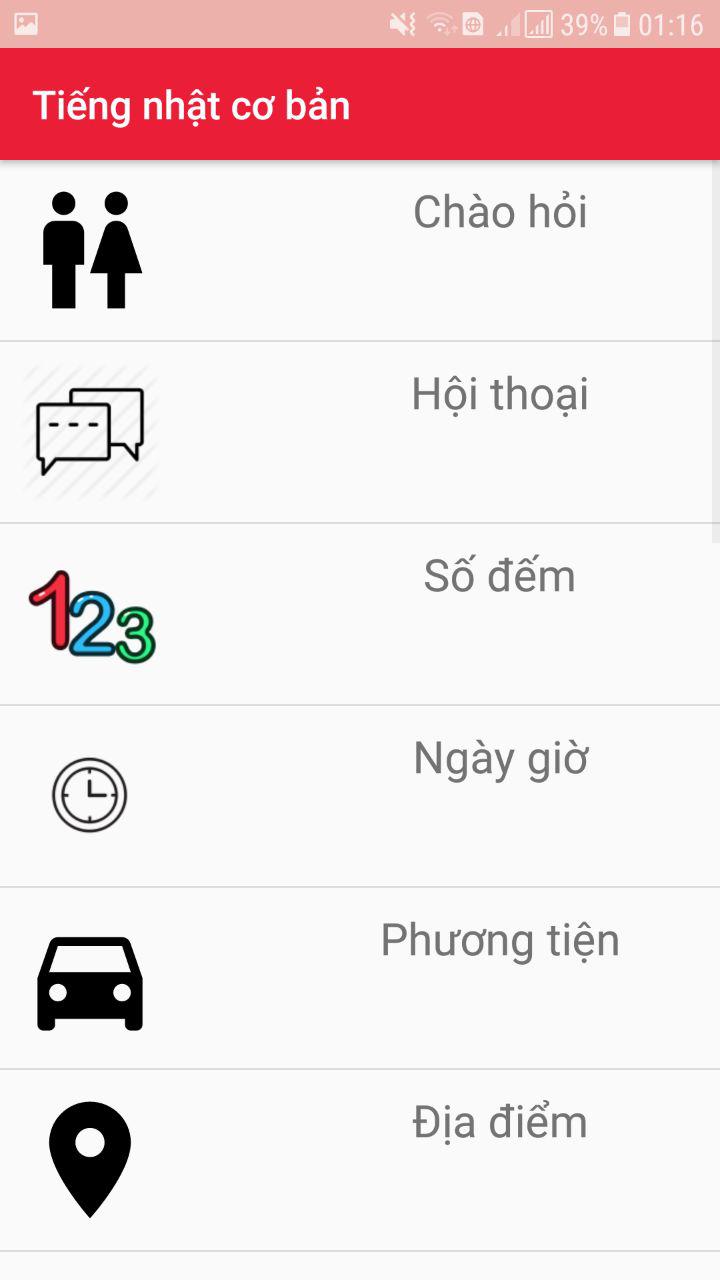 39% 01:16
Tiếng nhật cơ bản
Chào hỏi
Hội thoại
123
Số đếm
Ngày giờ
Phương tiện
Địa điểm